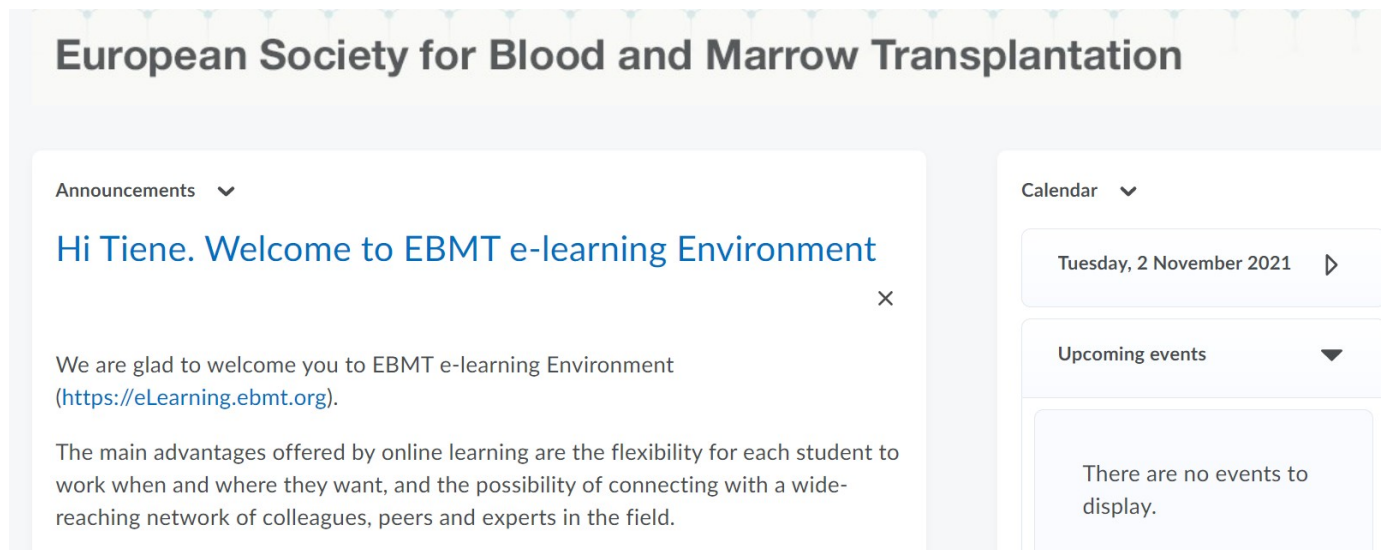 European Society for Blood and Marrow Transplantation
Announcements
Hi Tiene. Welcome to EBMT e-learning Environment
We are glad to welcome you to EBMT e-learning Environment
(https://eLearning.ebmt.org).
The main advantages offered by online learning are the flexibility for each student to
work when and where they want, and the possibility of connecting with a wide-
reaching network of colleagues, peers and experts in the field.
Calendar
Tuesday, 2 November 2021
Upcoming events
There are no events to
display.